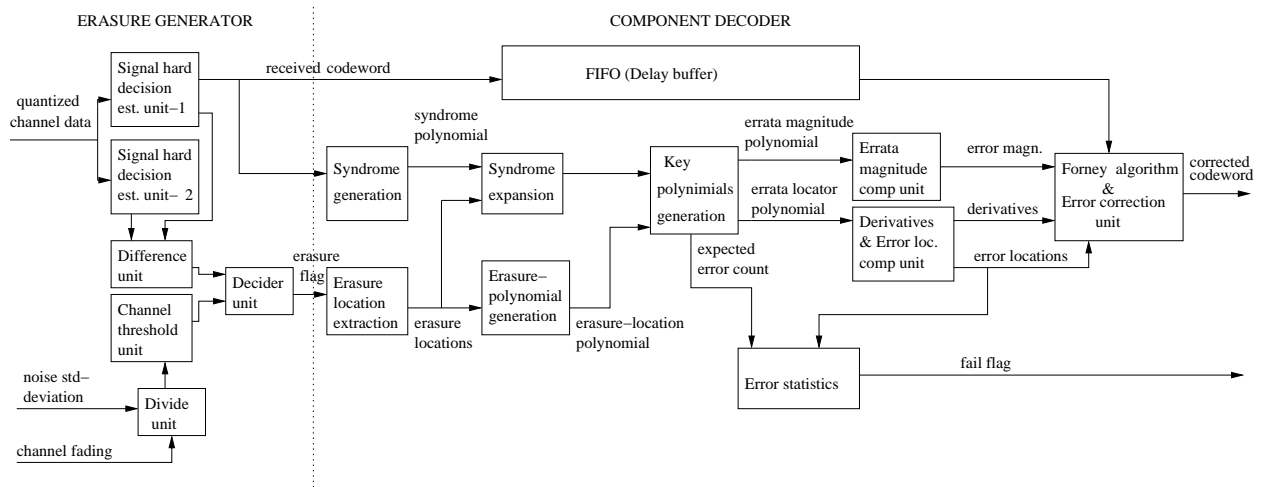 ERASURE GENERATOR
COMPONENT DECODER
Signal hard
decision
est. unit−1
received codeword
FIFO (Delay buffer)
quantized
channel data
syndrome
polynomial
errata magnitude
polynomial
Signal hard
decision
est. unit− 2
Syndrome
generation
Syndrome
expansion
Key
polynimials
generation
Errata
magnitude
comp unit
error magn.
Forney algorithm
&
Error correction
unit
corrected
codeword
errata locator
polynomial
Derivatives
& Error loc.
comp unit
derivatives
error locations
expected
error count
Difference
unit
Decider
unit
erasure
flag
Erasure
location
extraction
erasure
locations
Erasure−
polynomial
generation
erasure−location
polynomial
Channel
threshold
unit
noise std−
deviation
Divide
unit
channel fading
Error statistics
fail flag